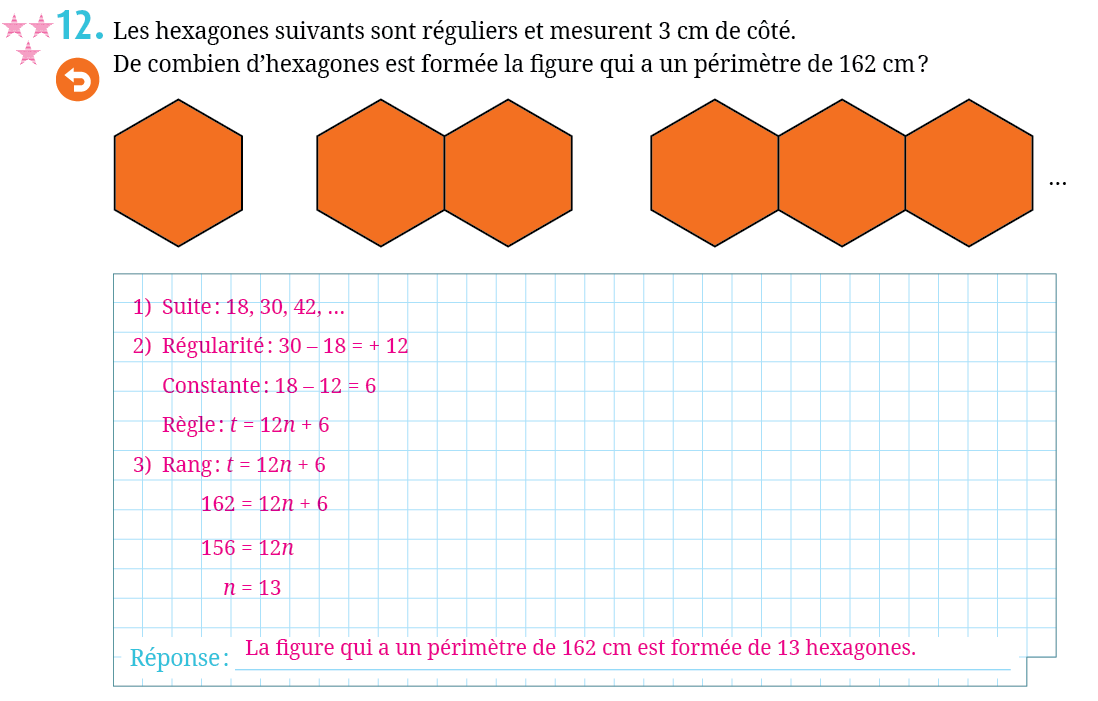 12. Les hexagones suivants sont réguliers et mesurent 3 cm de côté.
De combien d’hexagones est formée la figure qui a un périmètre de 162 cm ?
...
1) Suite : 18, 30, 42, ...
2) Régularité : 30 – 18 = + 12
Constante : 18 – 12 = 6
Règle : t = 12n + 6
3) Rang : t = 12n + 6
162 = 12n + 6
156 = 12n
n = 13
Réponse : La figure qui a un périmètre de 162 cm est formée de 13 hexagones.